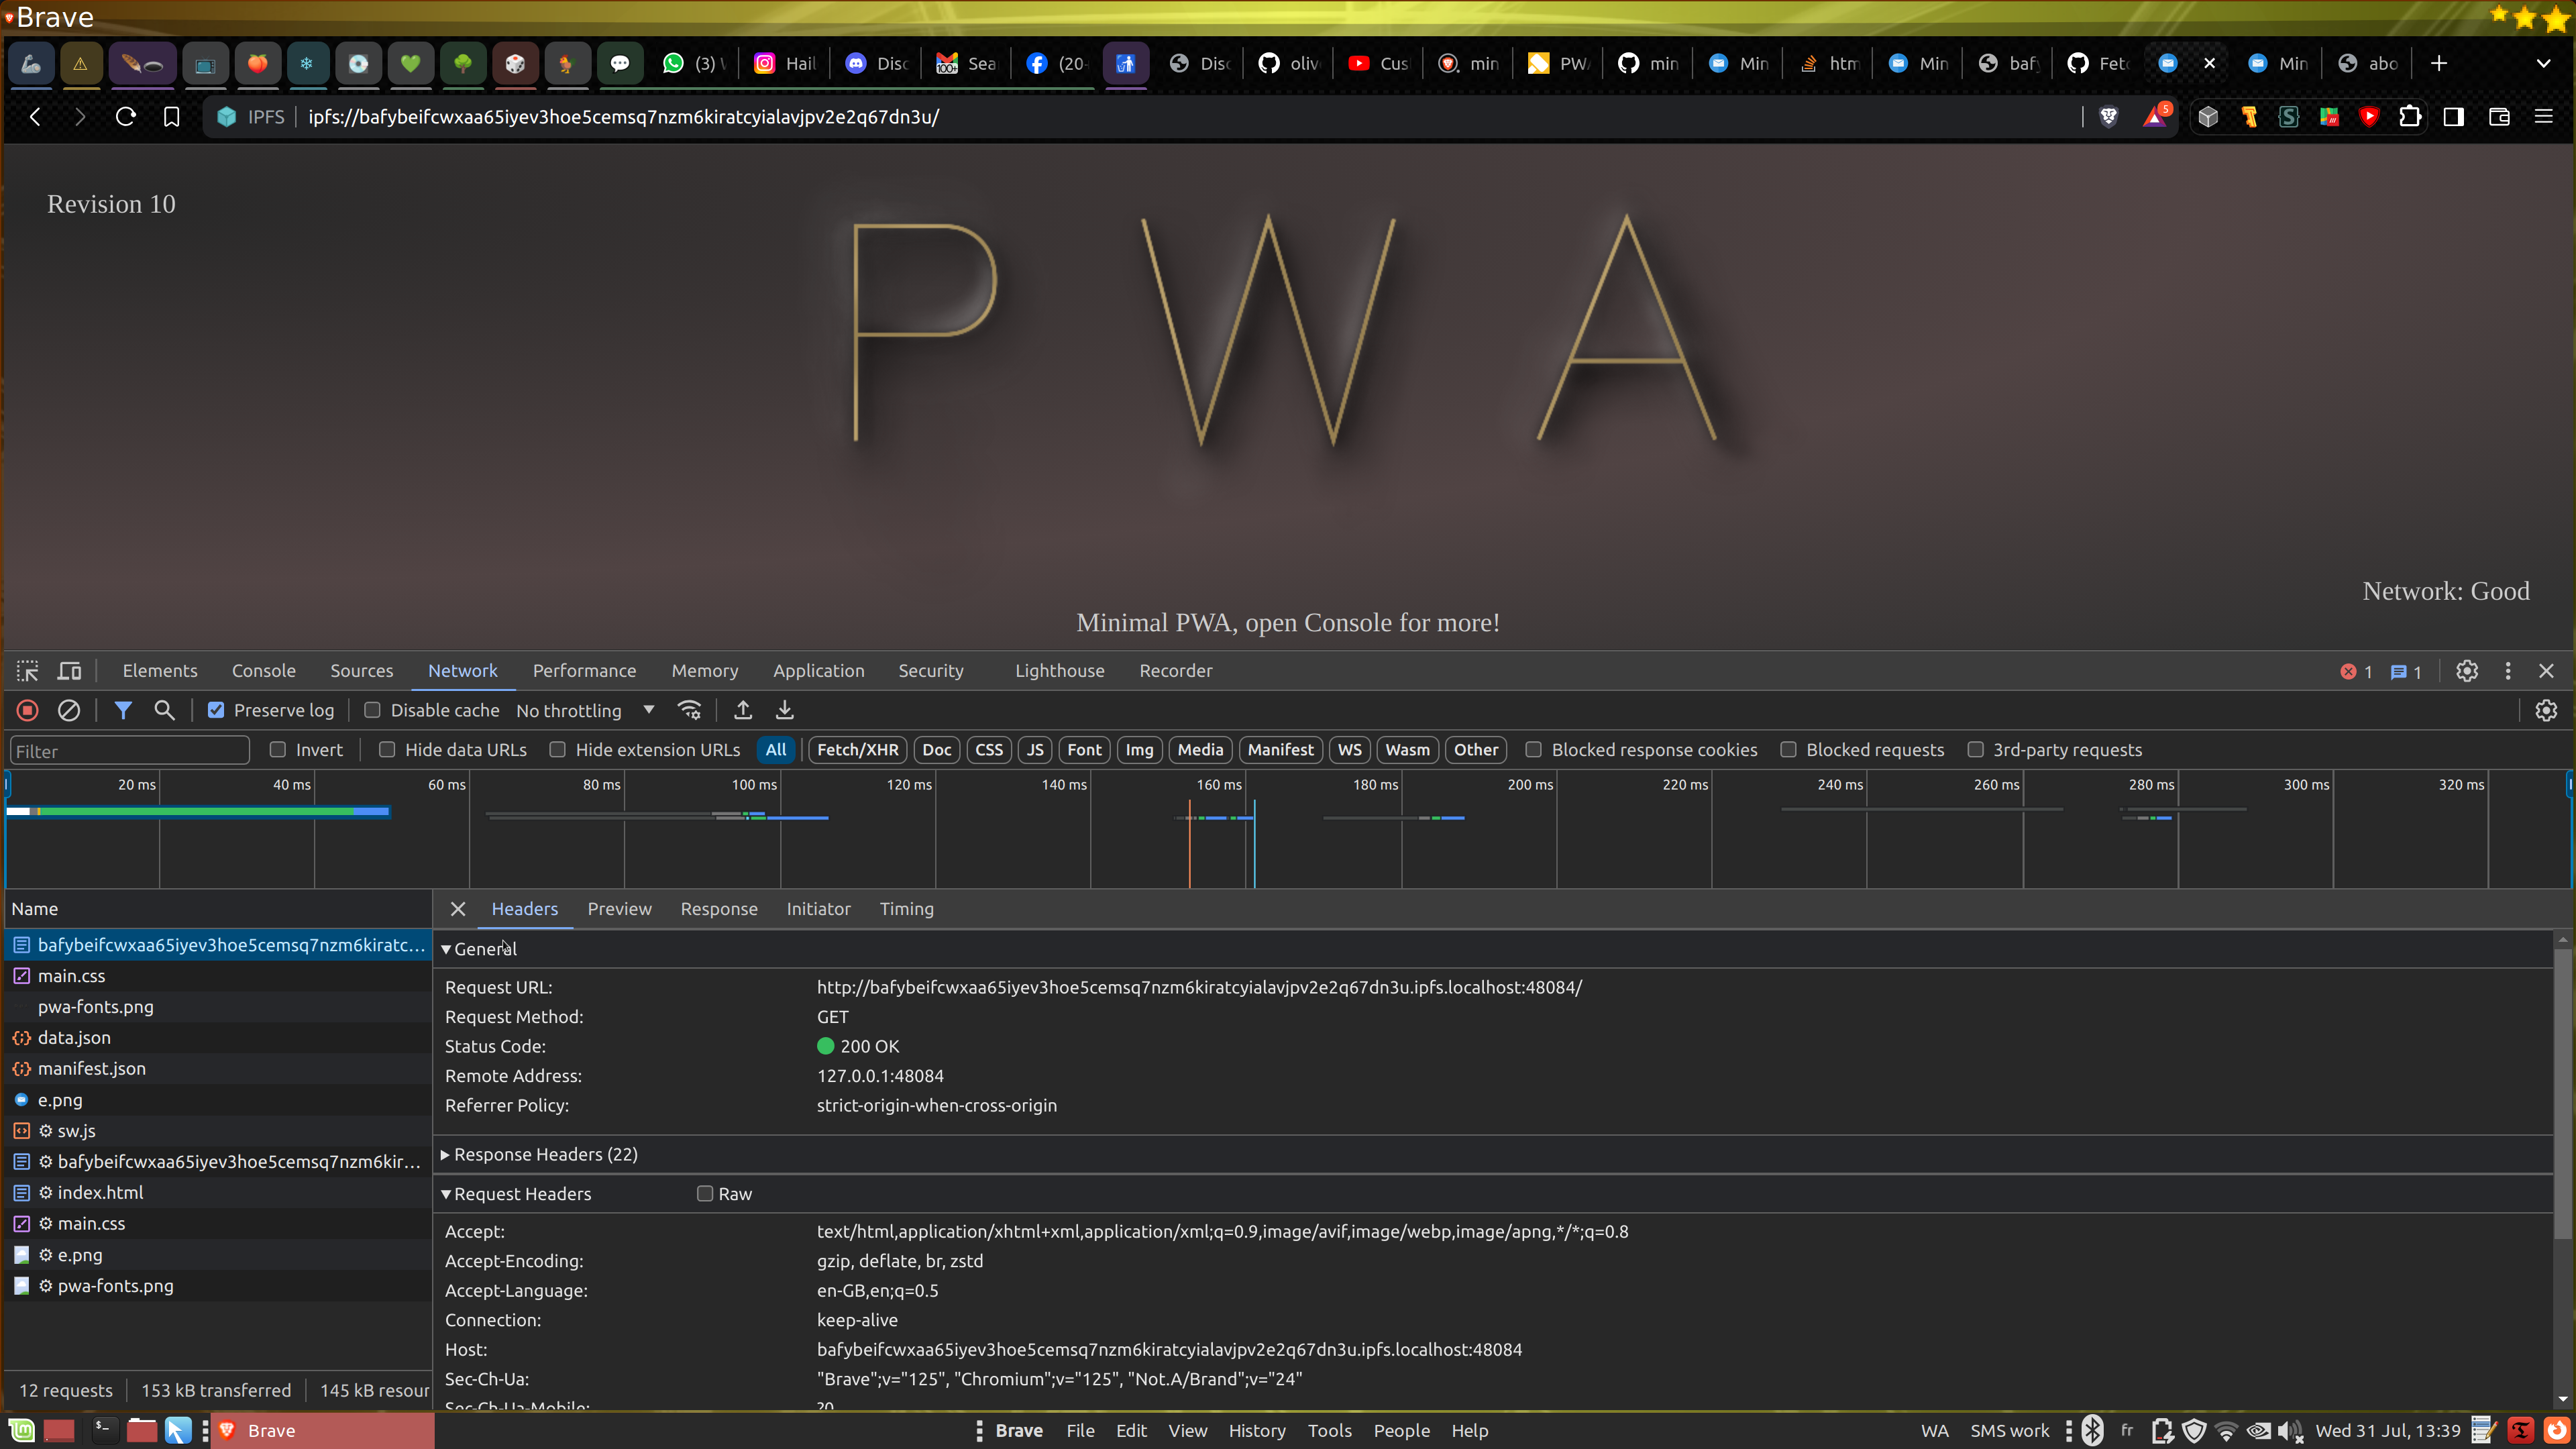 Brave
(3) W
Hail
Disc
Sea
(20
Disc
oliv
Cus
min
PW
min
Min
htm
Min
baf
Fetc
Min
abo
IPFS
ipfs://bafybeifcwxaa65iyev3hoe5cemsq7nzm6kiratcyialavjpv2e2q67dn3u/
5
Revision 10
P W A
Network: Good
Minimal PWA, open Console for more!
Elements Console Sources Network Performance Memory Application Security Lighthouse Recorder 1 1
Preserve log Disable cache No throttling
Filter Invert Hide data URLs Hide extension URLs All Fetch/XHR Doc CSS JS Font Img Media Manifest WS Wasm Other Blocked response cookies Blocked requests 3rd-party requests
20 ms 40 ms 60 ms 80 ms 100 ms 120 ms 140 ms 160 ms 180 ms 200 ms 220 ms 240 ms 260 ms 280 ms 300 ms 320 ms
Name
bafybeifcwxaa65iyev3hoe5cemsq7nzm6kiratc...
main.css
pwa-fonts.png
data.json
manifest.json
e.png
sw.js
bafybeifcwxaa65iyev3hoe5cemsq7nzm6kir...
index.html
main.css
e.png
pwa-fonts.png
12 requests 153 kB transferred 145 kB resour
Headers Preview Response Initiator Timing
General
Request URL: http://bafybeifcwxaa65iyev3hoe5cemsq7nzm6kiratcyialavjpv2e2q67dn3u.ipfs.localhost:48084/
Request Method: GET
Status Code: 200 OK
Remote Address: 127.0.0.1:48084
Referrer Policy: strict-origin-when-cross-origin
Response Headers (22)
Request Headers Raw
Accept: text/html,application/xhtml+xml,application/xml;q=0.9,image/avif,image/webp,image/apng,*/*;q=0.8
Accept-Encoding: gzip, deflate, br, zstd
Accept-Language: en-GB,en;q=0.5
Connection: keep-alive
Host: bafybeifcwxaa65iyev3hoe5cemsq7nzm6kiratcyialavjpv2e2q67dn3u.ipfs.localhost:48084
Sec-Ch-Ua: "Brave";v="125", "Chromium";v="125", "Not.A/Brand";v="24"
Sec-Ch-Ua-Mobile: ?0
Brave
Brave File Edit View History Tools People Help
WA SMS work fr Wed 31 Jul, 13:39